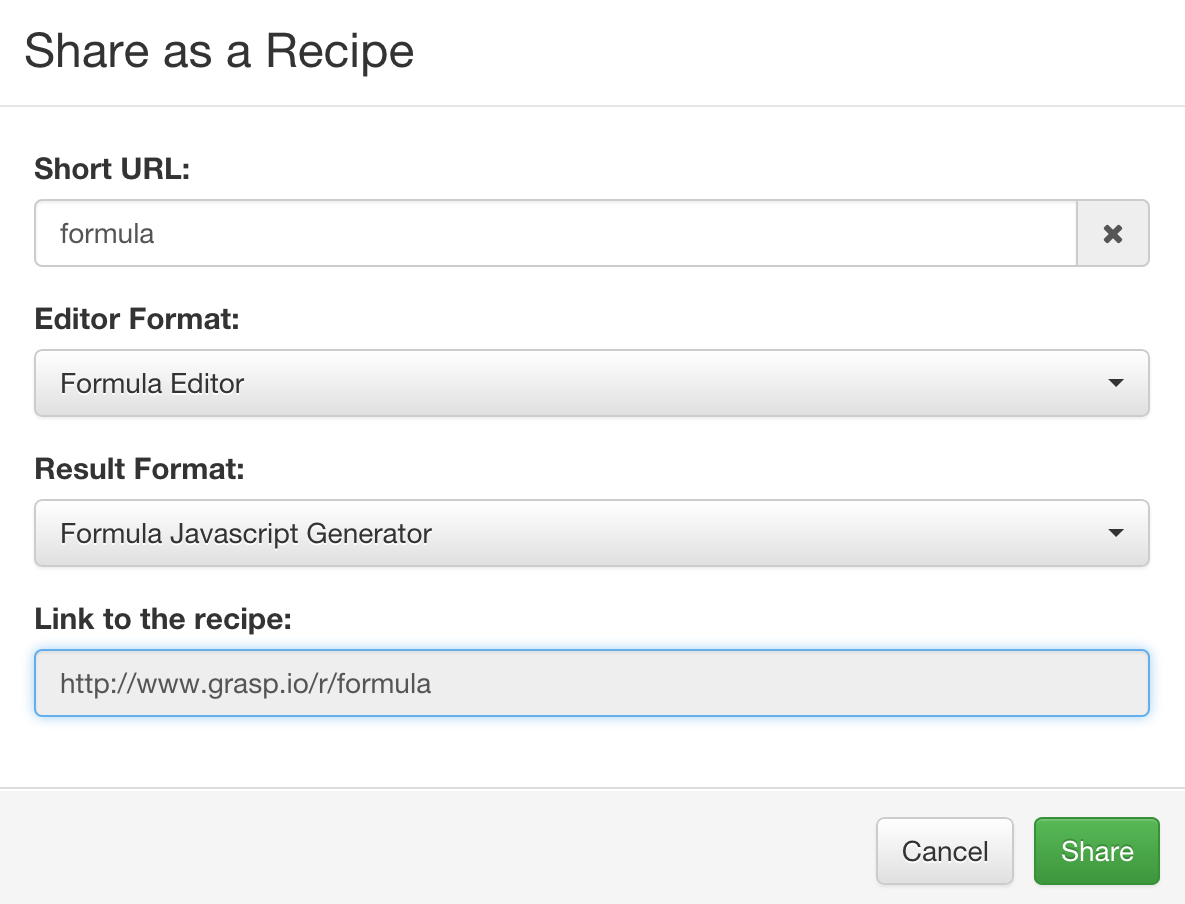 Share as a Recipe
Short URL:
formula
Editor Format:
Formula Editor
Result Format:
Formula Javascript Generator
Link to the recipe:
http://www.grasp.io/r/formula
Cancel Share